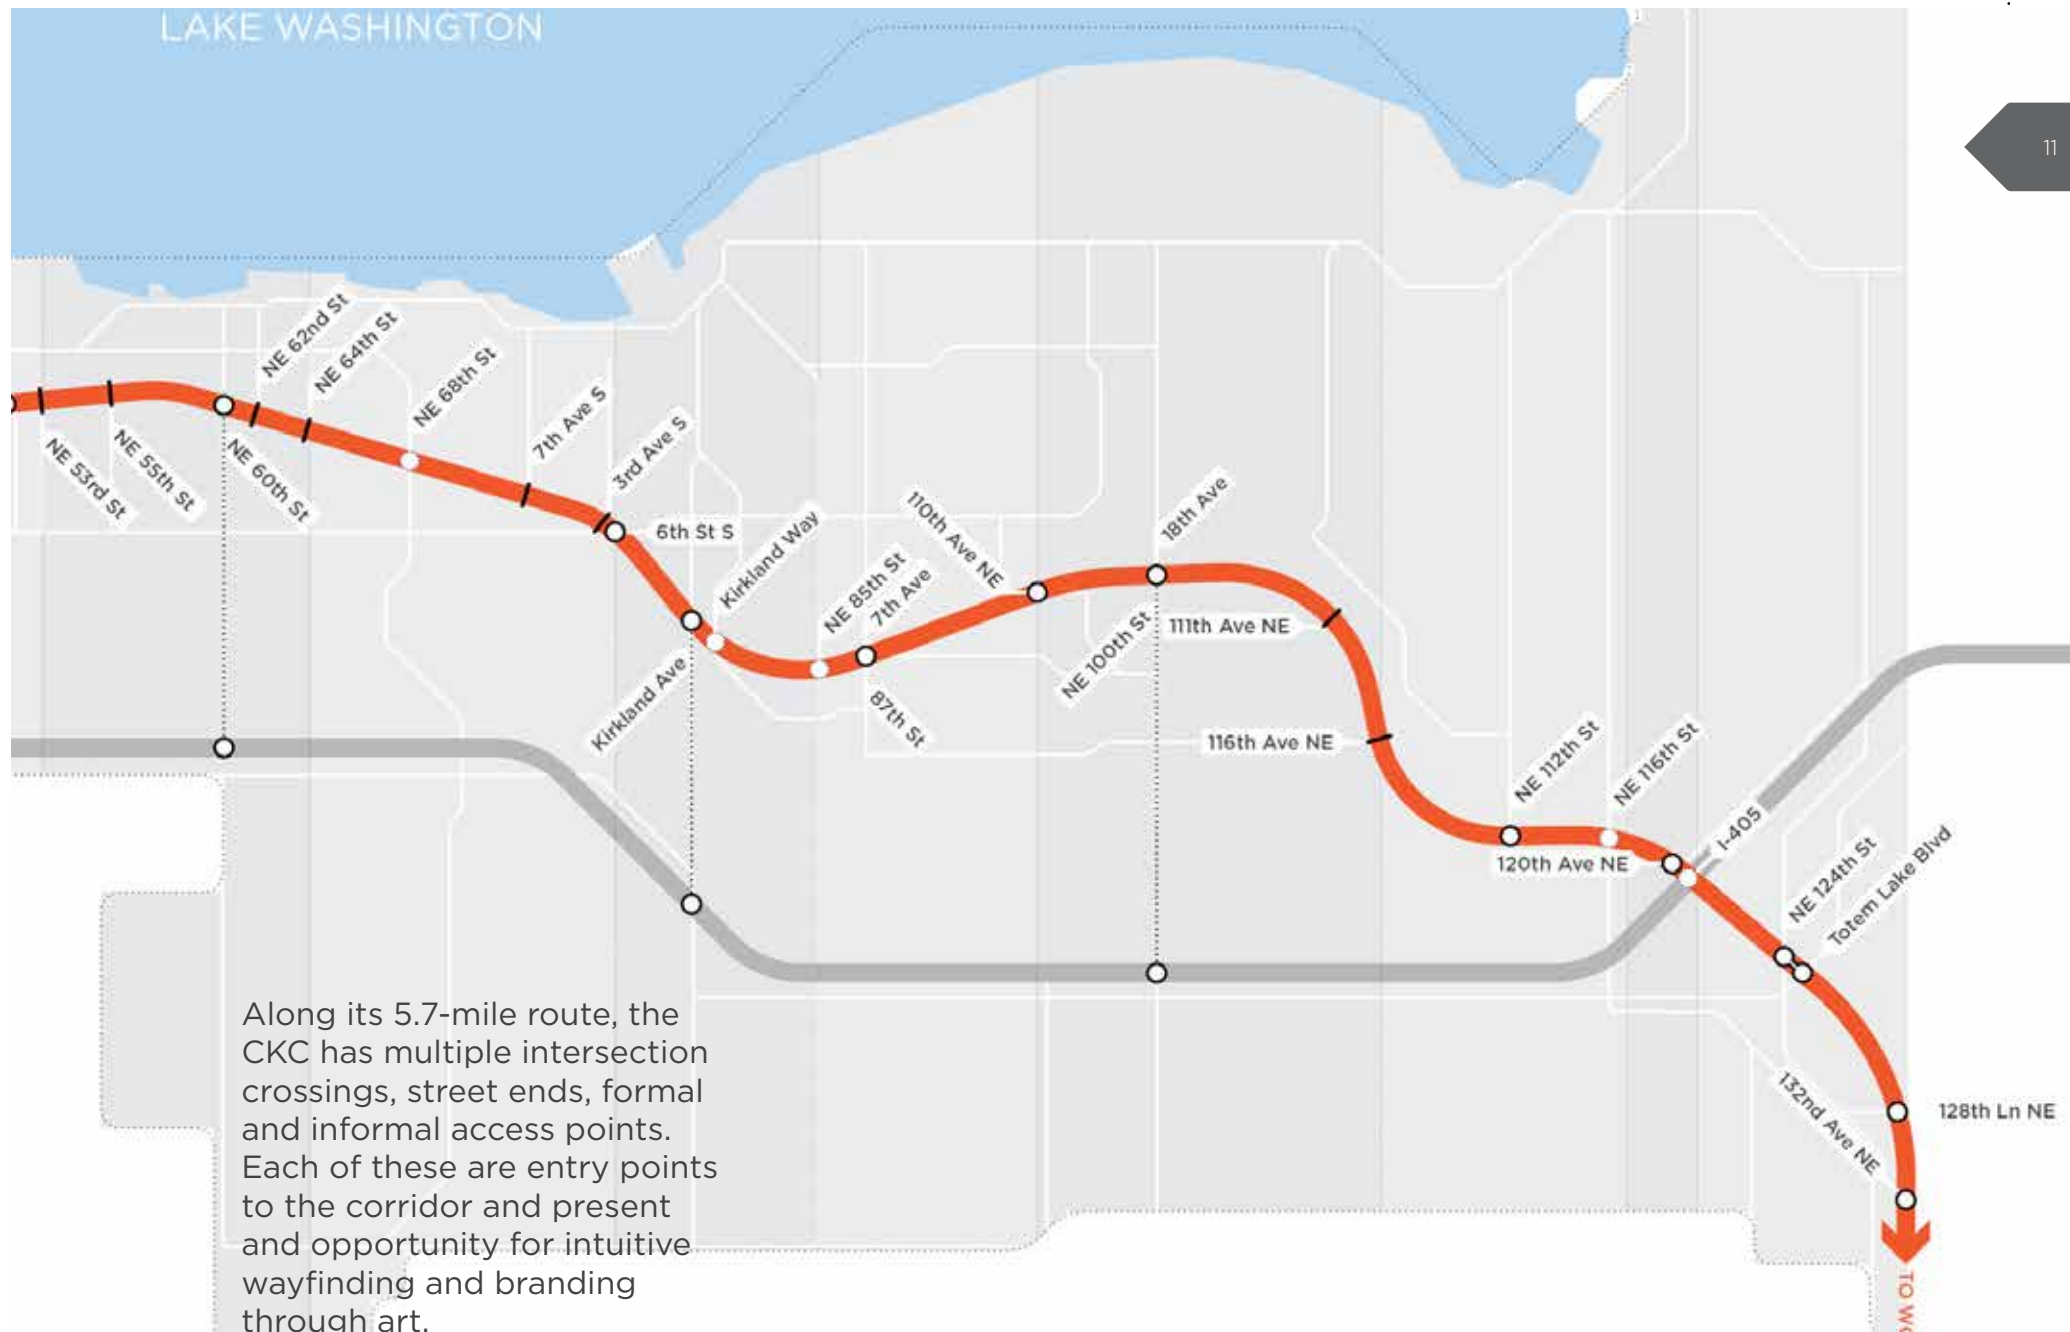 LAKE WASHINGTON
11
NE 62nd St
NE 64th St
NE 68th St
7th Ave S
3rd Ave S
NE 53rd St
NE 55th St
NE 60th St
6th St S
Kirkland Way
Kirkland Ave
NE 85th St
7th Ave
87th St
110th Ave NE
18th Ave
NE 100th St
111th Ave NE
116th Ave NE
NE 112th St
NE 116th St
120th Ave NE
I-405
NE 124th St
Totem Lake Blvd
132nd Ave NE
128th Ln NE
Along its 5.7-mile route, the
CKC has multiple intersection
crossings, street ends, formal
and informal access points.
Each of these are entry points
to the corridor and present
and opportunity for intuitive
wayfinding and branding
through art.
TO